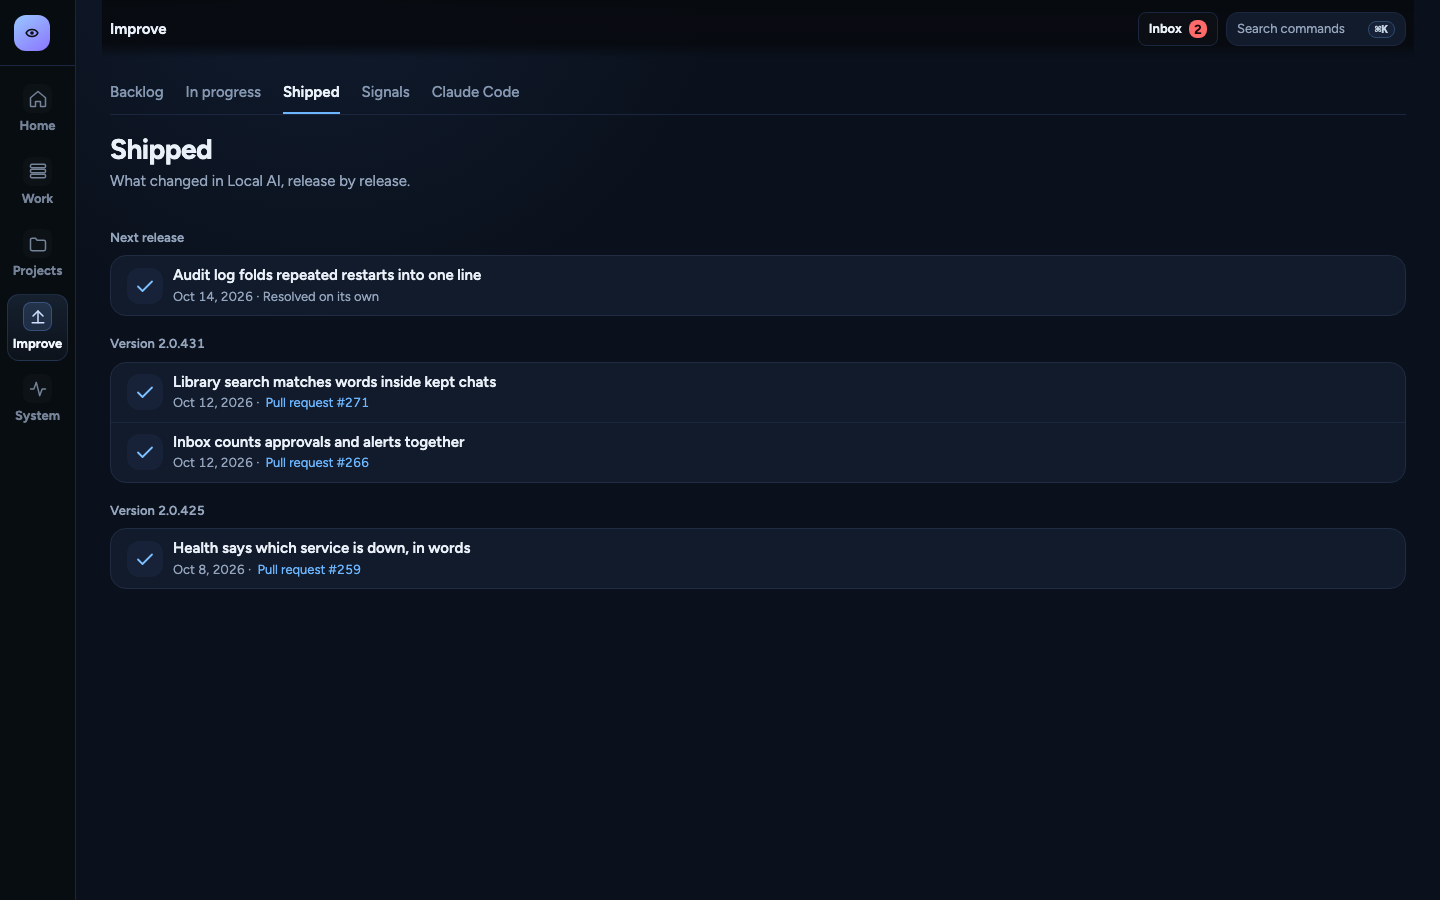 Improve
Inbox 2
Search commands ⌘K
Home
Work
Projects
Improve
System
Backlog In progress Shipped Signals Claude Code
Shipped
What changed in Local AI, release by release.
Next release
Audit log folds repeated restarts into one line
Oct 14, 2026 · Resolved on its own
Version 2.0.431
Library search matches words inside kept chats
Oct 12, 2026 · Pull request #271
Inbox counts approvals and alerts together
Oct 12, 2026 · Pull request #266
Version 2.0.425
Health says which service is down, in words
Oct 8, 2026 · Pull request #259